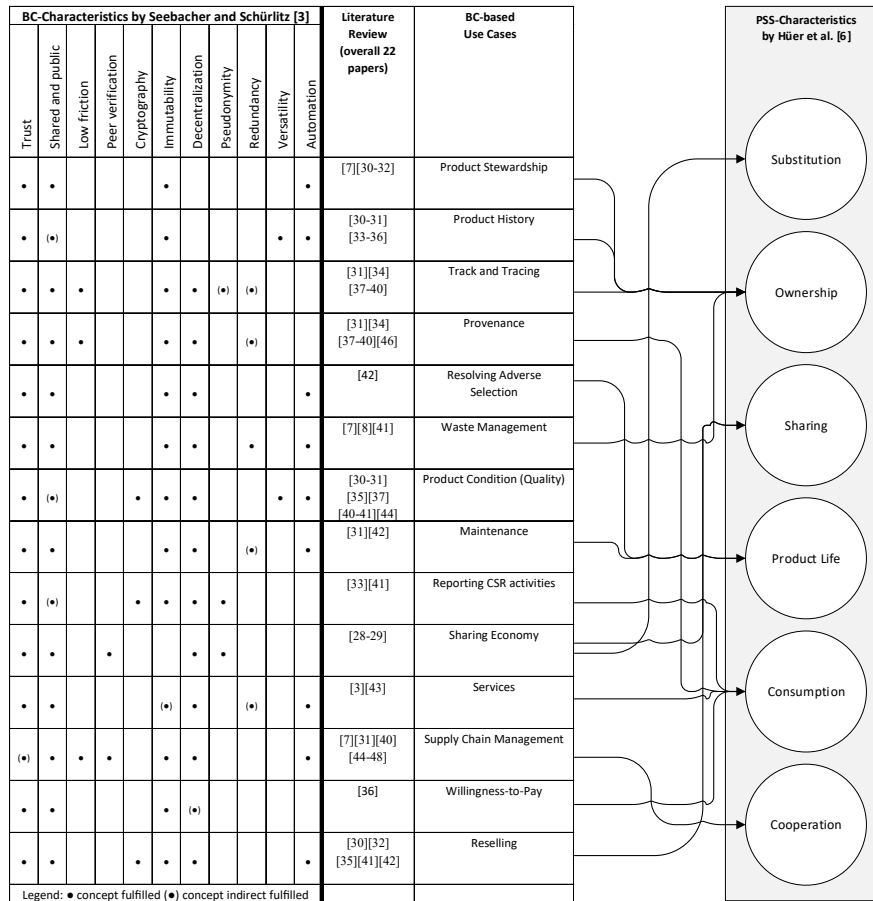 BC-Characteristics by Seebacher and Schürlitz [3]
Trust
Shared and public
Low friction
Peer verification
Cryptography
Immutability
Decentralization
Pseudonymity
Redundancy
Versatility
Automation
Literature
Review
(overall 22
papers)
BC-based
Use Cases
PSS-Characteristics
by Hüer et al. [6]
• • • • [7][30-32] Product Stewardship
• (•) • • • [30-31]
[33-36] Product History
• • • • • (•) (•) [31][34]
[37-40] Track and Tracing
• • • • • (•) [31][34]
[37-40][46] Provenance
• • • • • [42] Resolving Adverse
Selection
• • • • • • [7][8][41] Waste Management
• (•) • • • • • [30-31]
[35][37]
[40-41][44] Product Condition (Quality)
• • • • (•) • [31][42] Maintenance
• (•) • • • • [33][41] Reporting CSR activities
• • • • • [28-29] Sharing Economy
• • (•) • (•) • [3][43] Services
(•) • • • • • • [7][31][40]
[44-48] Supply Chain Management
• • • (•) [36] Willingness-to-Pay
• • • • • • [30][32]
[35][41][42] Reselling
Legend: • concept fulfilled (•) concept indirect fulfilled
Substitution
Ownership
Sharing
Product Life
Consumption
Cooperation